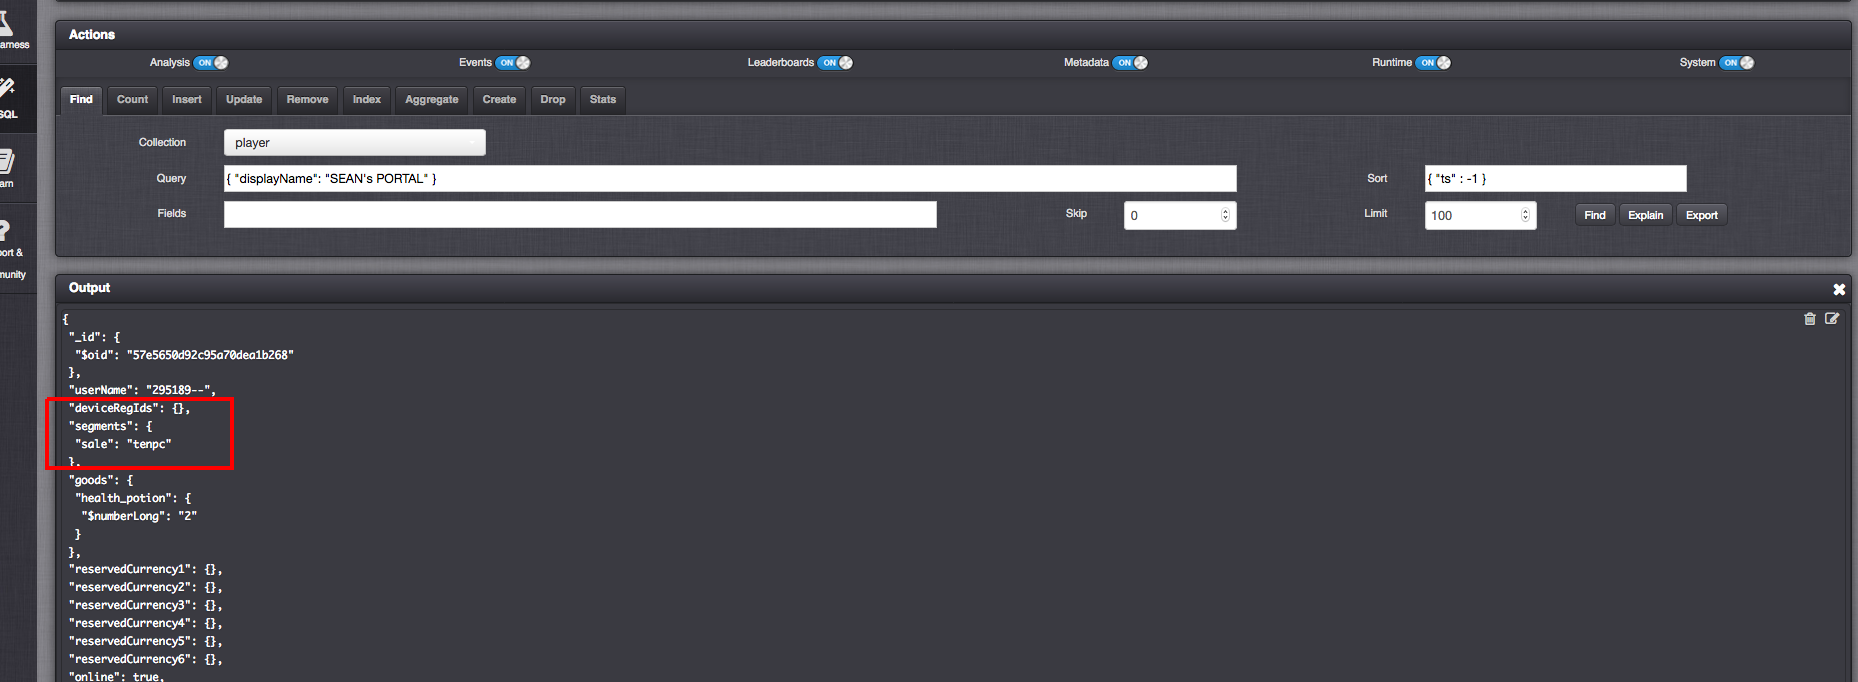 Actions
Analysis ON Events ON Leaderboards ON Metadata ON Runtime ON System ON
Find Count Insert Update Remove Index Aggregate Create Drop Stats
Collection player
Query { "displayName": "SEAN's PORTAL" } Sort { "ts" : -1 }
Fields Skip 0 Limit 100 Find Explain Export
Output
{
"_id": {
"$oid": "57e5650d92c95a70dea1b268"
},
"userName": "295189--",
"deviceRegIds": {},
"segments": {
"sale": "tenpc"
},
"goods": {
"health_potion": {
"$numberLong": "2"
}
},
"reservedCurrency1": {},
"reservedCurrency2": {},
"reservedCurrency3": {},
"reservedCurrency4": {},
"reservedCurrency5": {},
"reservedCurrency6": {},
"online": true,
arness
SQL
arn
ort &
munity